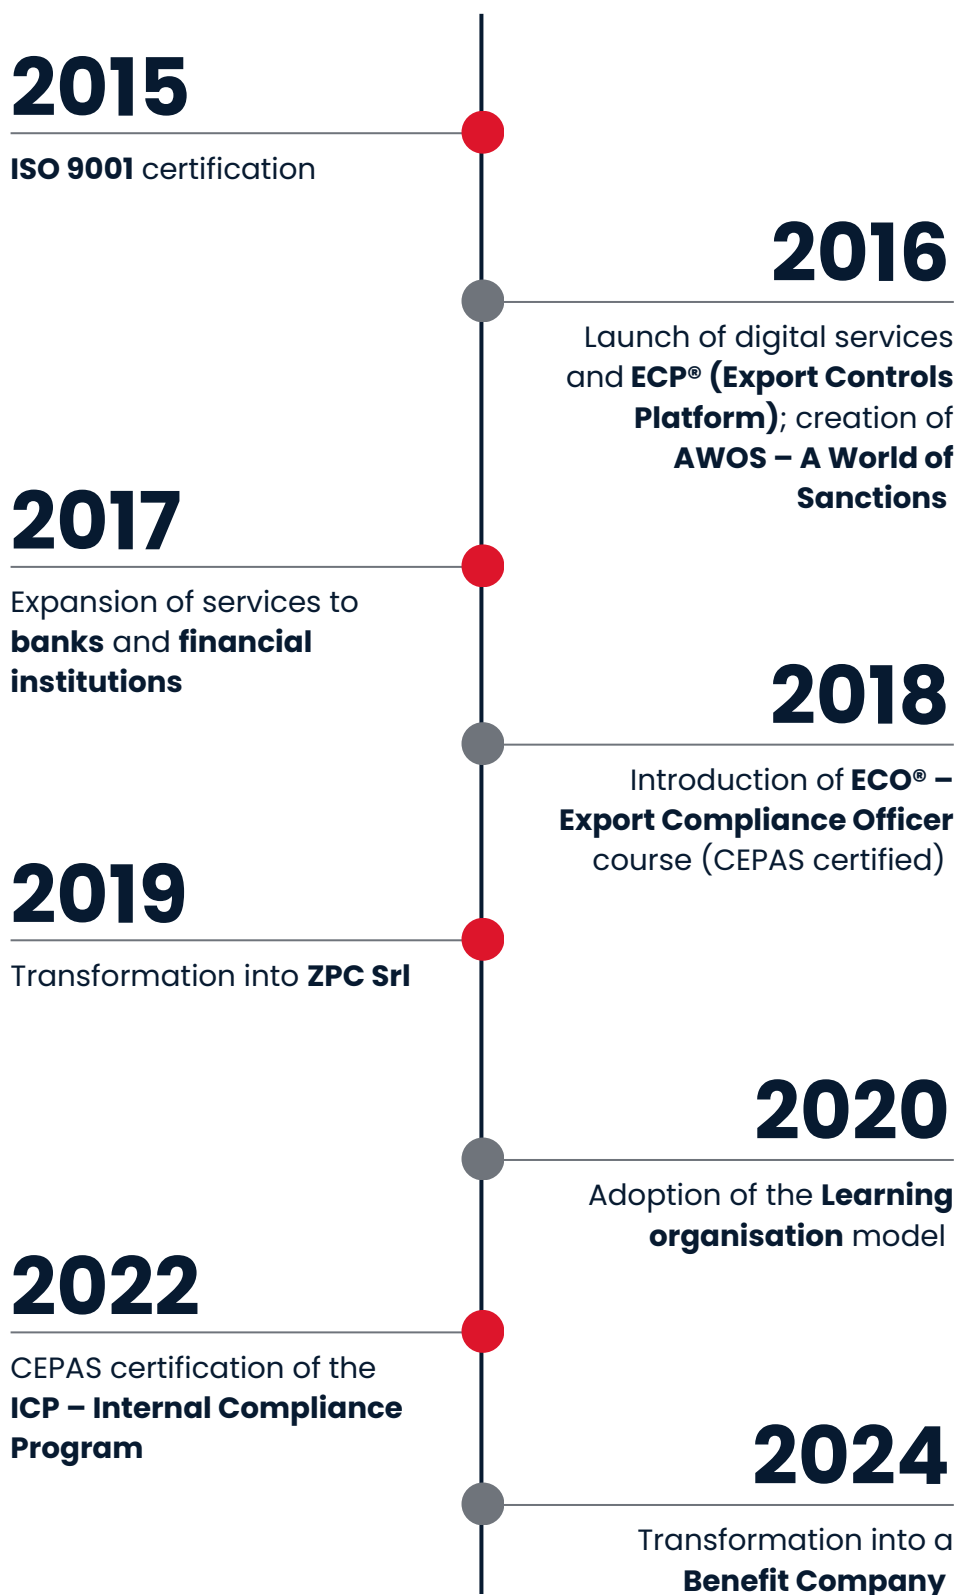 2015
ISO 9001 certification
2016
Launch of digital services
and ECP® (Export Controls
Platform); creation of
AWOS – A World of
Sanctions
2017
Expansion of services to
banks and financial
institutions
2018
Introduction of ECO® –
Export Compliance Officer
course (CEPAS certified)
2019
Transformation into ZPC Srl
2020
Adoption of the Learning
organisation model
2022
CEPAS certification of the
ICP – Internal Compliance
Program
2024
Transformation into a
Benefit Company